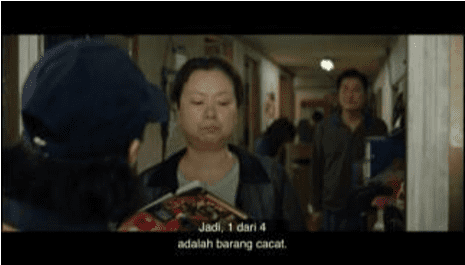 Jadi, 1 dari 4
adalah barang cacat.